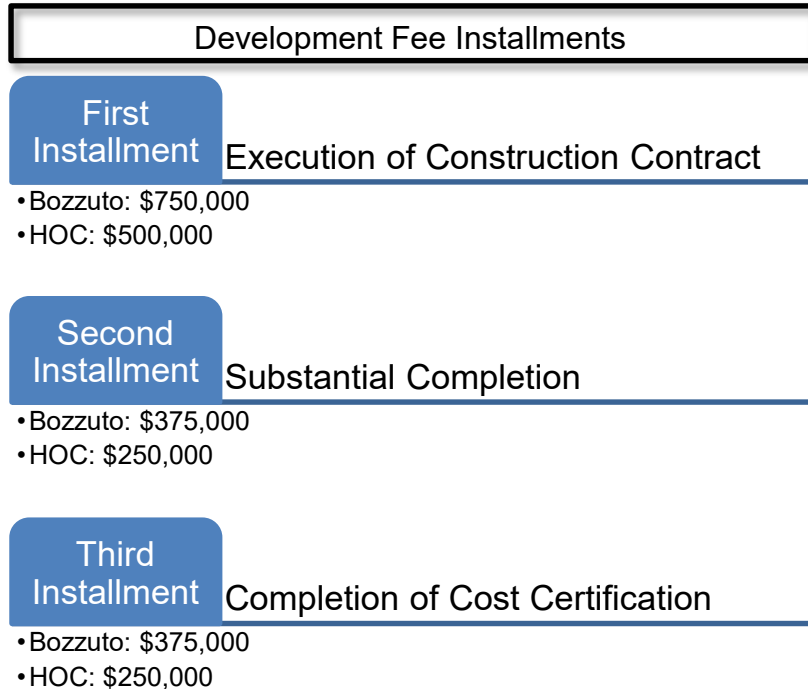 Development Fee Installments
First
Installment
Execution of Construction Contract
•Bozzuto: $750,000
•HOC: $500,000
Second
Installment
Substantial Completion
•Bozzuto: $375,000
•HOC: $250,000
Third
Installment
Completion of Cost Certification
•Bozzuto: $375,000
•HOC: $250,000